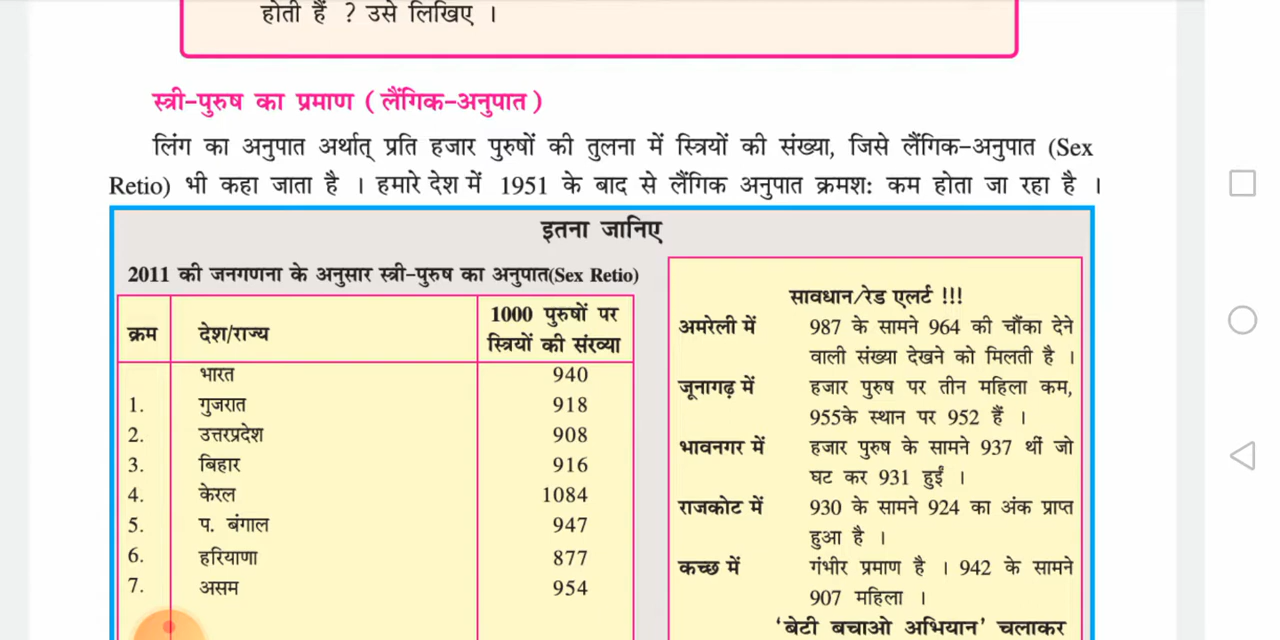 होती हैं ? उसे लिखिए ।
स्त्री-पुरुष का प्रमाण ( लैंगिक-अनुपात )
लिंग का अनुपात अर्थात् प्रति हजार पुरुषों की तुलना में स्त्रियों की संख्या, जिसे लैंगिक-अनुपात (Sex
Retio) भी कहा जाता है । हमारे देश में 1951 के बाद से लैंगिक अनुपात क्रमश: कम होता जा रहा है ।
इतना जानिए
2011 की जनगणना के अनुसार स्त्री-पुरुष का अनुपात(Sex Retio)
क्रम देश/राज्य 1000 पुरुषों पर
स्त्रियों की संरव्या
भारत 940
1. गुजरात 918
2. उत्तरप्रदेश 908
3. बिहार 916
4. केरल 1084
5. प. बंगाल 947
6. हरियाणा 877
7. असम 954
सावधान/रेड एलर्ट !!!
अमरेली में 987 के सामने 964 की चौंका देने
वाली संख्या देखने को मिलती है ।
जूनागढ़ में हजार पुरुष पर तीन महिला कम,
955के स्थान पर 952 हैं ।
भावनगर में हजार पुरुष के सामने 937 थीं जो
घट कर 931 हुईं ।
राजकोट में 930 के सामने 924 का अंक प्राप्त
हुआ है ।
कच्छ में गंभीर प्रमाण है । 942 के सामने
907 महिला ।
‘बेटी बचाओ अभियान’ चलाकर